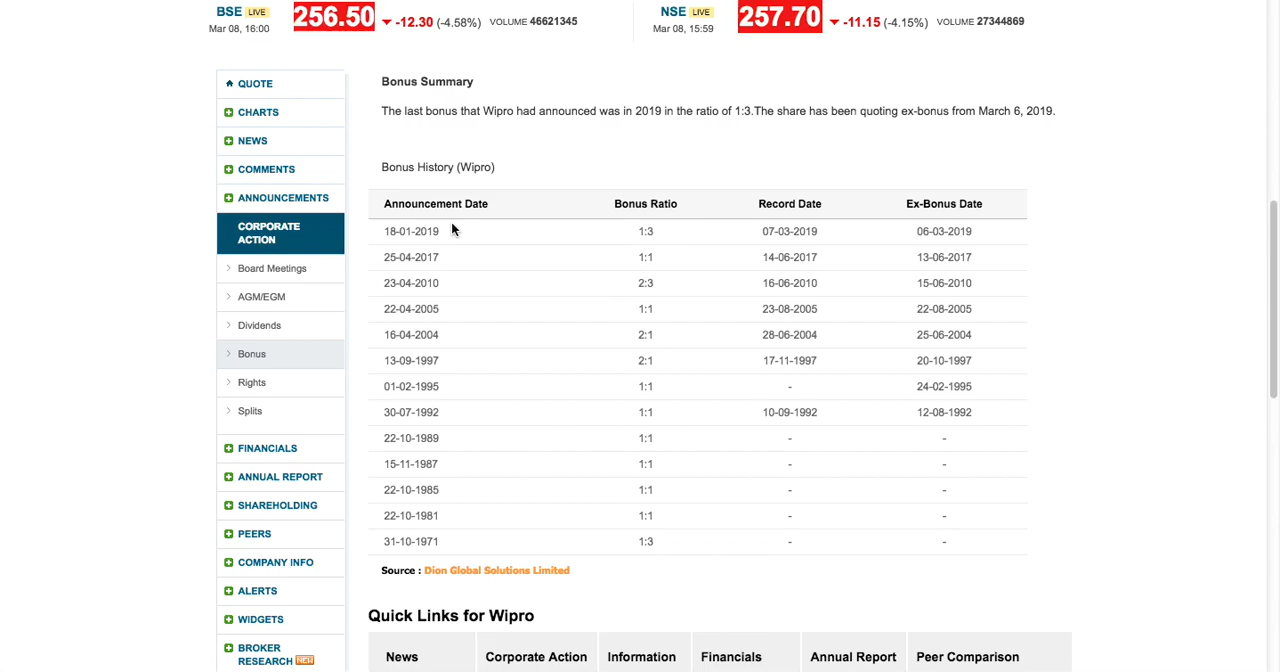 BSE LIVE 256.50 -12.30 (-4.58%) VOLUME 46621345 NSE LIVE 257.70 -11.15 (-4.15%) VOLUME 27344869
Mar 08, 16:00 Mar 08, 15:59
QUOTE
CHARTS
NEWS
COMMENTS
ANNOUNCEMENTS
CORPORATE
ACTION
Board Meetings
AGM/EGM
Dividends
Bonus
Rights
Splits
FINANCIALS
ANNUAL REPORT
SHAREHOLDING
PEERS
COMPANY INFO
ALERTS
WIDGETS
BROKER
RESEARCH
Bonus Summary
The last bonus that Wipro had announced was in 2019 in the ratio of 1:3.The share has been quoting ex-bonus from March 6, 2019.
Bonus History (Wipro)
Announcement Date Bonus Ratio Record Date Ex-Bonus Date
18-01-2019 1:3 07-03-2019 06-03-2019
25-04-2017 1:1 14-06-2017 13-06-2017
23-04-2010 2:3 16-06-2010 15-06-2010
22-04-2005 1:1 23-08-2005 22-08-2005
16-04-2004 2:1 28-06-2004 25-06-2004
13-09-1997 2:1 17-11-1997 20-10-1997
01-02-1995 1:1 - 24-02-1995
30-07-1992 1:1 10-09-1992 12-08-1992
22-10-1989 1:1 - -
15-11-1987 1:1 - -
22-10-1985 1:1 - -
22-10-1981 1:1 - -
31-10-1971 1:3 - -
Source : Dion Global Solutions Limited
Quick Links for Wipro
News Corporate Action Information Financials Annual Report Peer Comparison